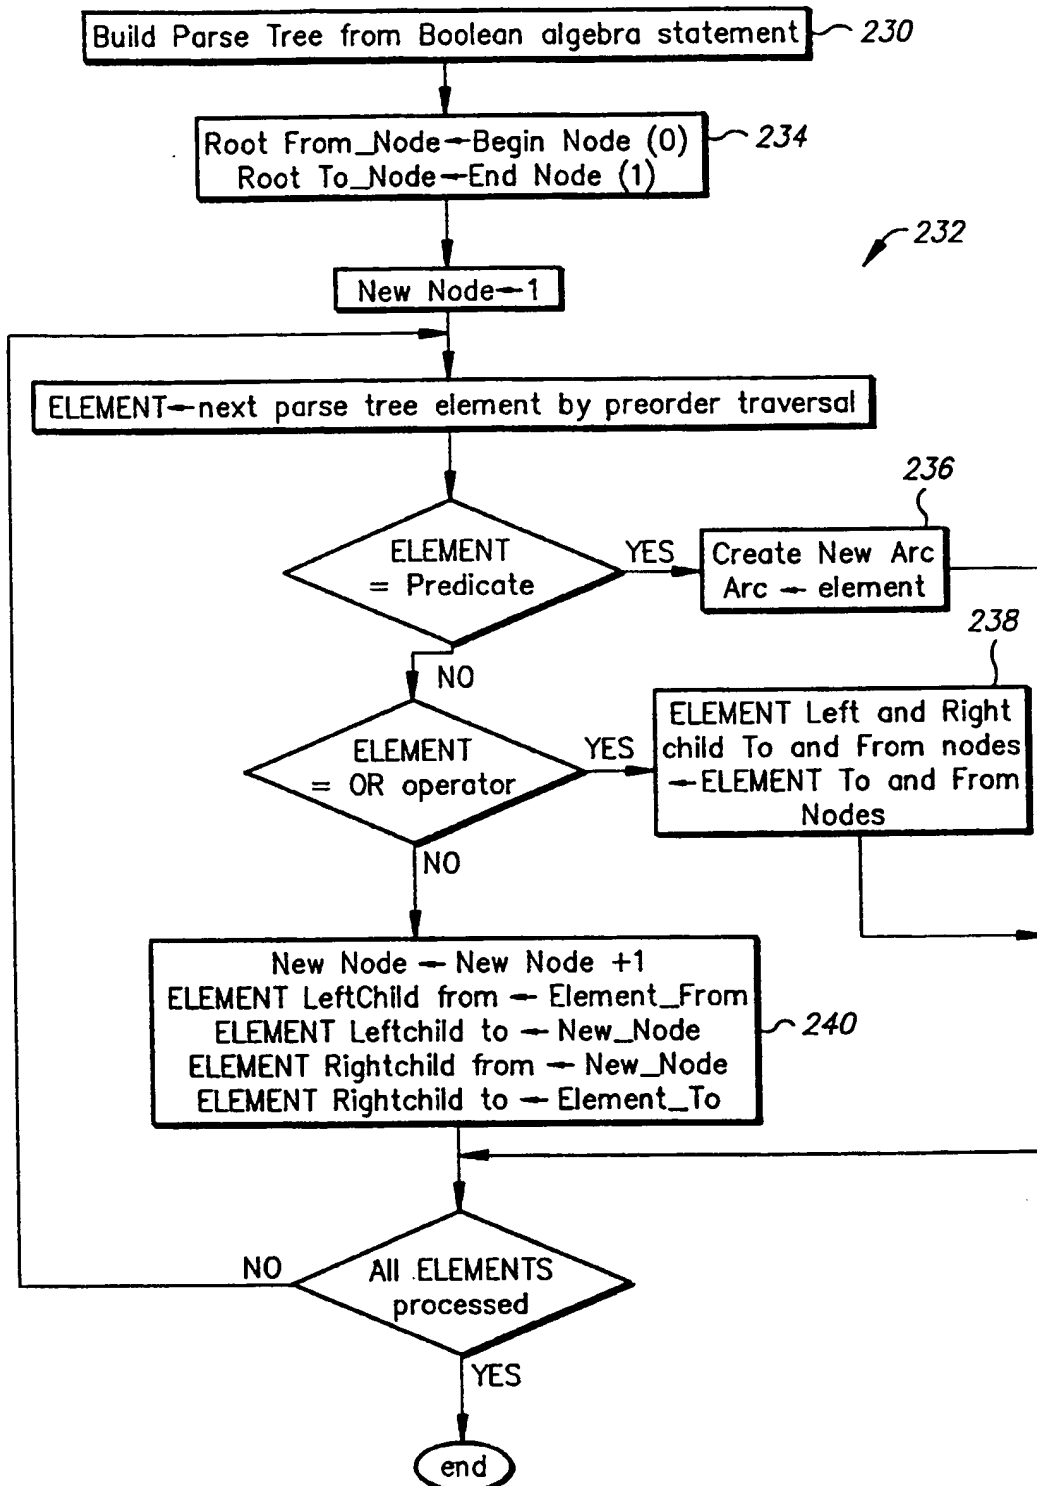 Build Parse Tree from Boolean algebra statement
230
Root From_Node←Begin Node (0)
Root To_Node←End Node (1)
234
232
New Node←1
ELEMENT←next parse tree element by preorder traversal
236
ELEMENT
= Predicate
YES
Create New Arc
Arc ← element
NO
238
ELEMENT
= OR operator
YES
ELEMENT Left and Right
child To and From nodes
←ELEMENT To and From
Nodes
NO
New Node ← New Node +1
ELEMENT LeftChild from ← Element_From
ELEMENT Leftchild to ← New_Node
ELEMENT Rightchild from ← New_Node
ELEMENT Rightchild to ← Element_To
240
NO
All ELEMENTS
processed
YES
end